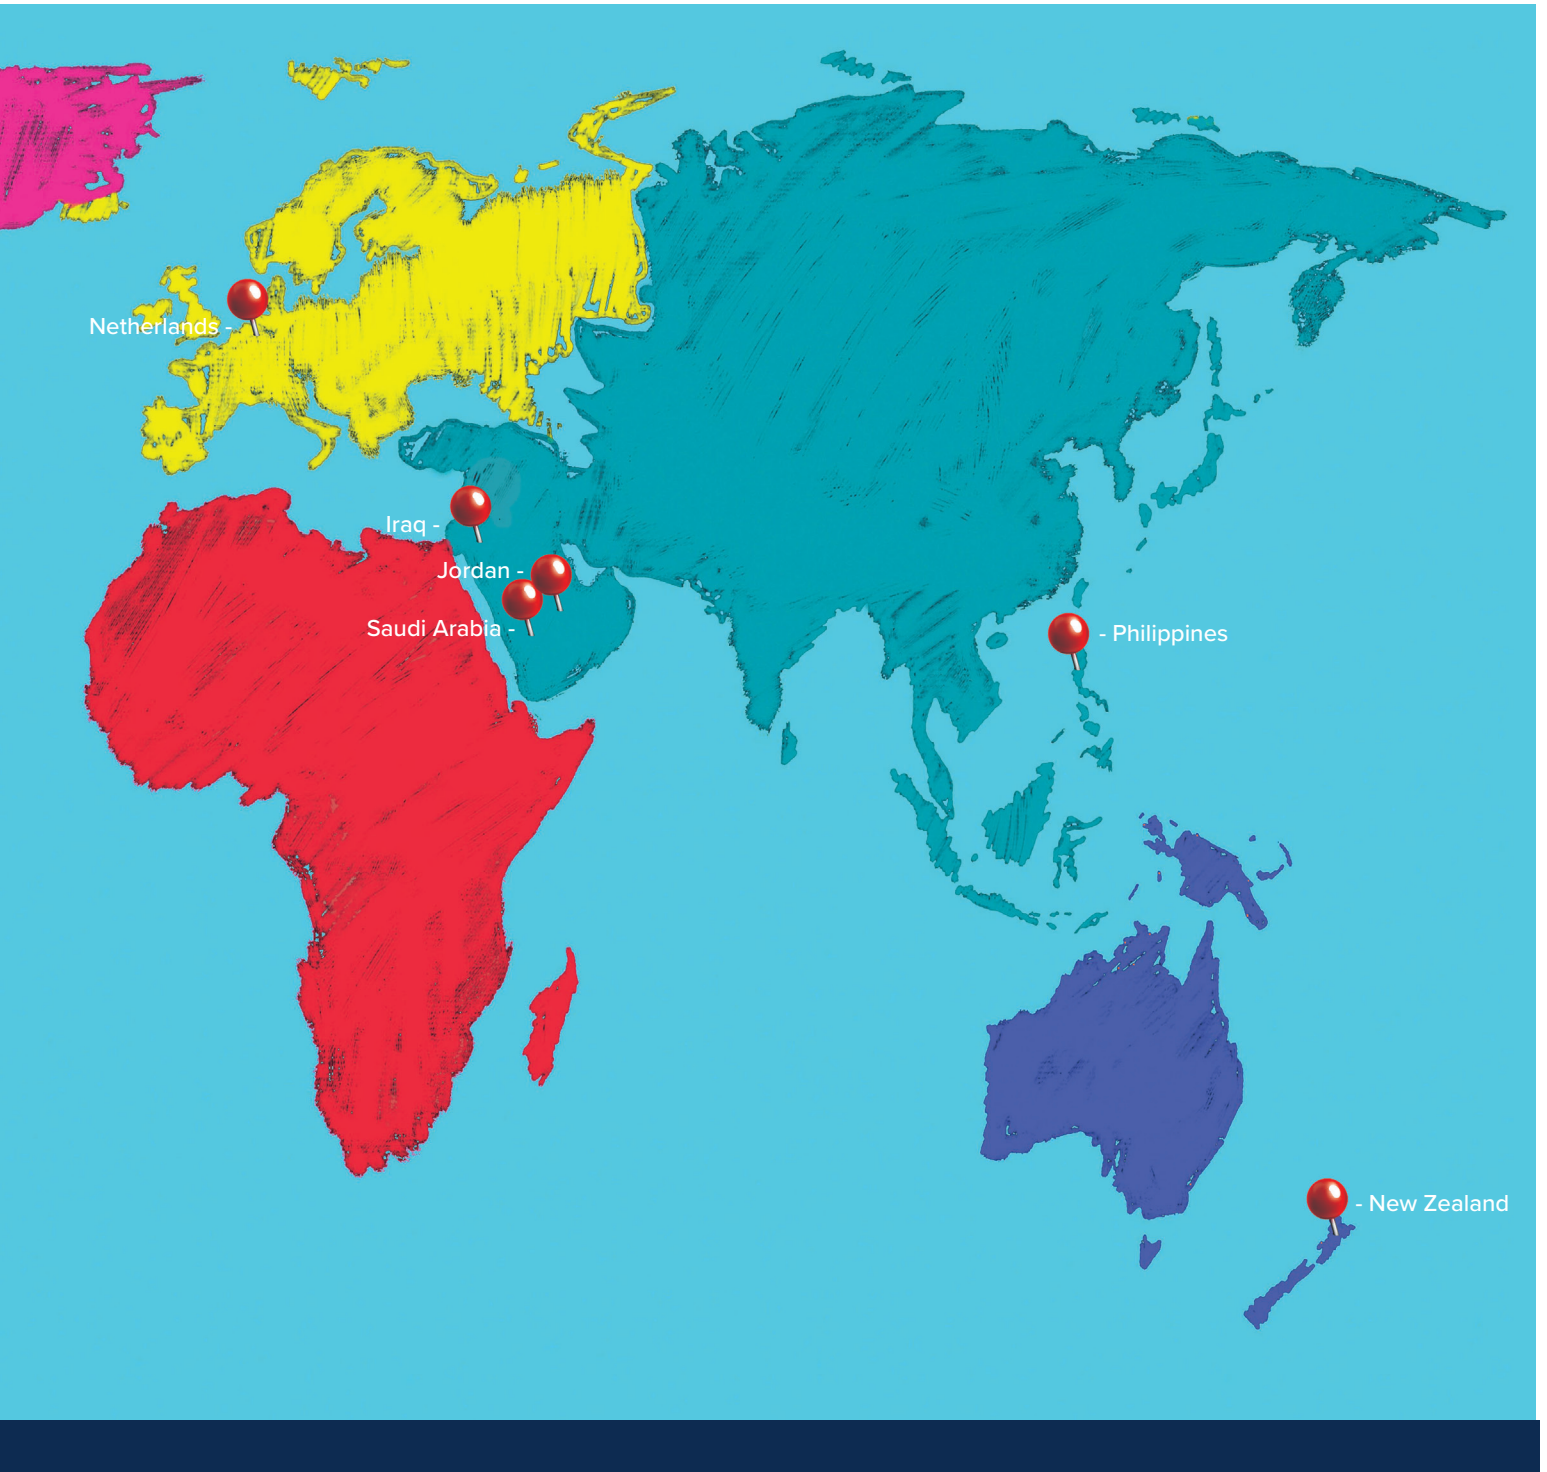 Netherlands -
Iraq -
Jordan -
Saudi Arabia -
- Philippines
- New Zealand